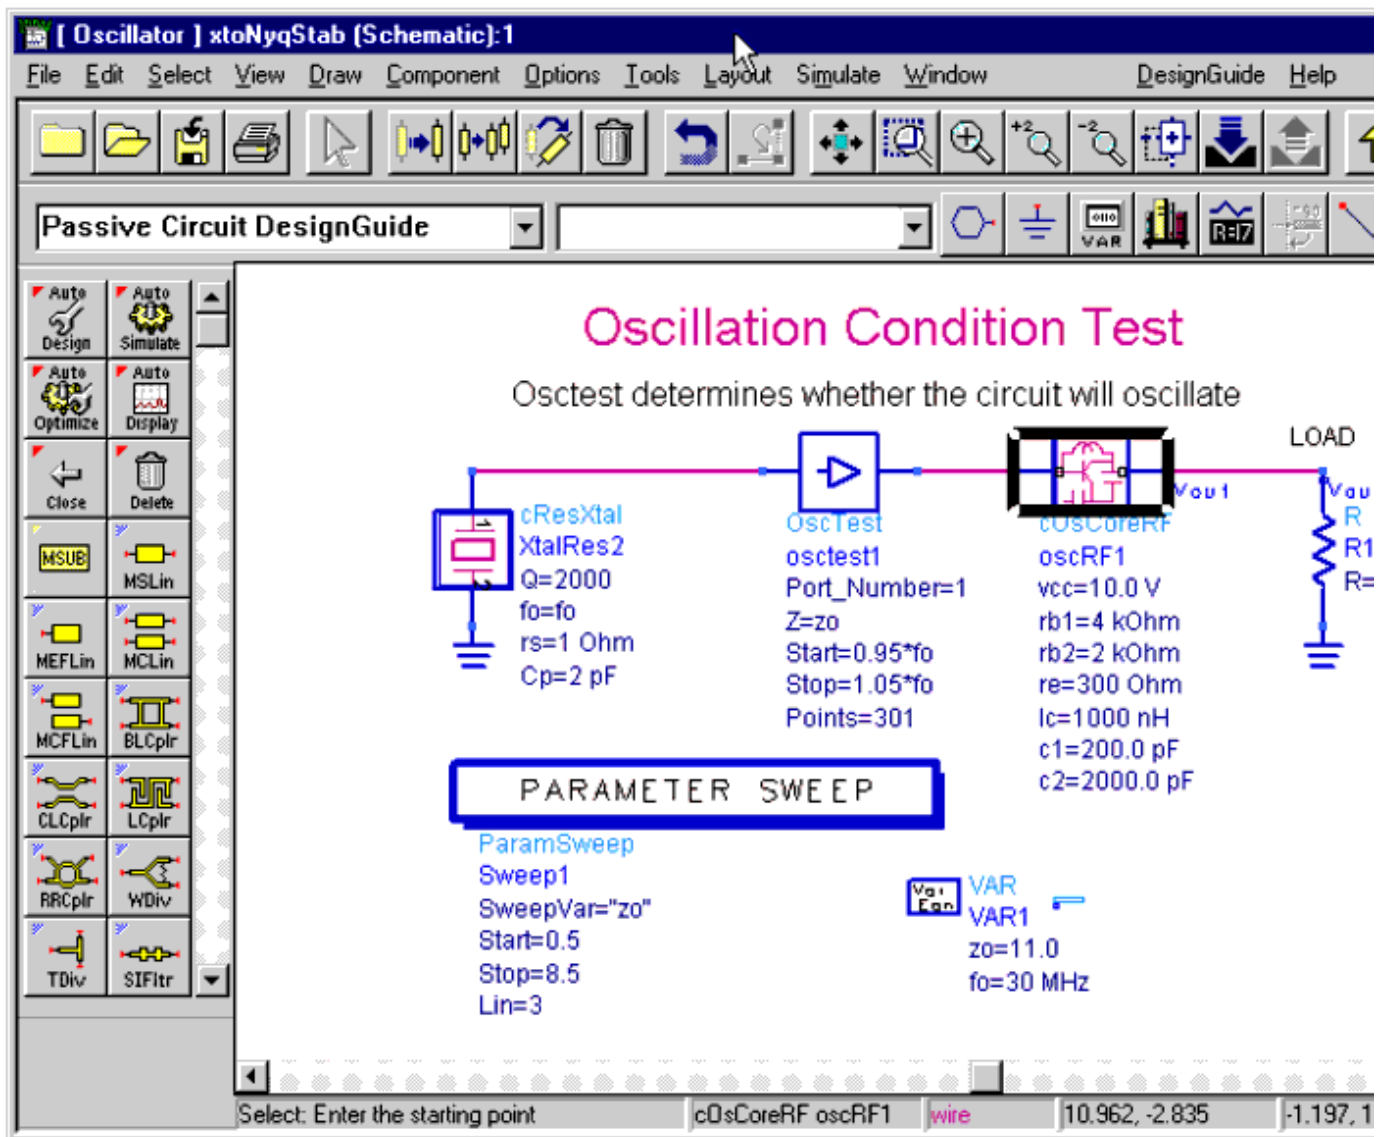 [ Oscillator ] xtoNyqStab (Schematic):1
File Edit Select View Draw Component Options Tools Layout Simulate Window DesignGuide Help
+2 -2
Passive Circuit DesignGuide
VAR
Auto Design Auto Simulate
Auto Optimize Auto Display
Close Delete
MSUB MSLin
MEFLin MCLin
MCFLin BLCplr
CLCplr LCplr
RRCplr WDiv
TDiv SIFltr
Oscillation Condition Test
Osctest determines whether the circuit will oscillate
LOAD
Vout
cResXtal
XtalRes2
Q=2000
fo=fo
rs=1 Ohm
Cp=2 pF
OscTest
osctest1
Port_Number=1
Z=zo
Start=0.95*fo
Stop=1.05*fo
Points=301
cOsCoreRF
oscRF1
vcc=10.0 V
rb1=4 kOhm
rb2=2 kOhm
re=300 Ohm
lc=1000 nH
c1=200.0 pF
c2=2000.0 pF
R
R1
R=
PARAMETER SWEEP
ParamSweep
Sweep1
SweepVar="zo"
Start=0.5
Stop=8.5
Lin=3
Var
Eqn
VAR
VAR1
zo=11.0
fo=30 MHz
Select: Enter the starting point cOsCoreRF oscRF1 wire 10.962, -2.835 -1.197, 1